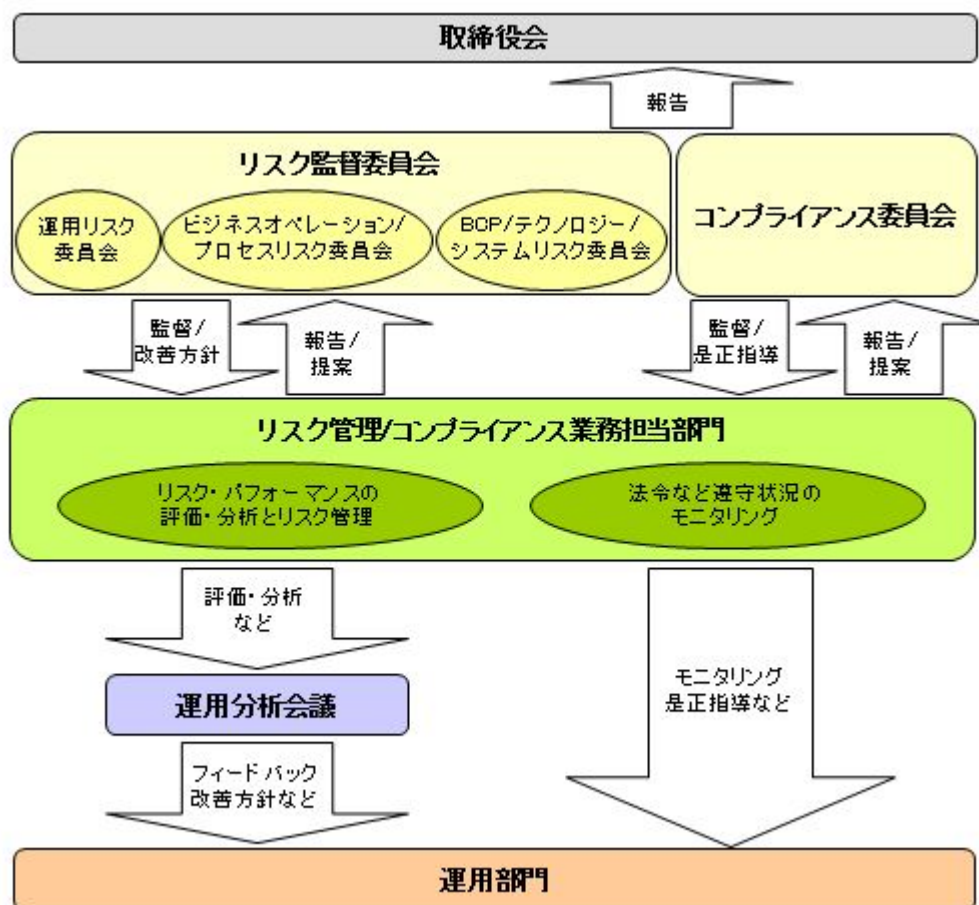 取締役会
報告
リスク監督委員会
運用リスク
委員会
ビジネスオペレーション/
プロセスリスク委員会
BCP/テクノロジー/
システムリスク委員会
コンプライアンス委員会
監督/
改善方針
報告/
提案
監督/
是正指導
報告/
提案
リスク管理/コンプライアンス業務担当部門
リスク・パフォーマンスの
評価・分析とリスク管理
法令など遵守状況の
モニタリング
評価・分析
など
運用分析会議
モニタリング
是正指導など
フィードバック
改善方針など
運用部門